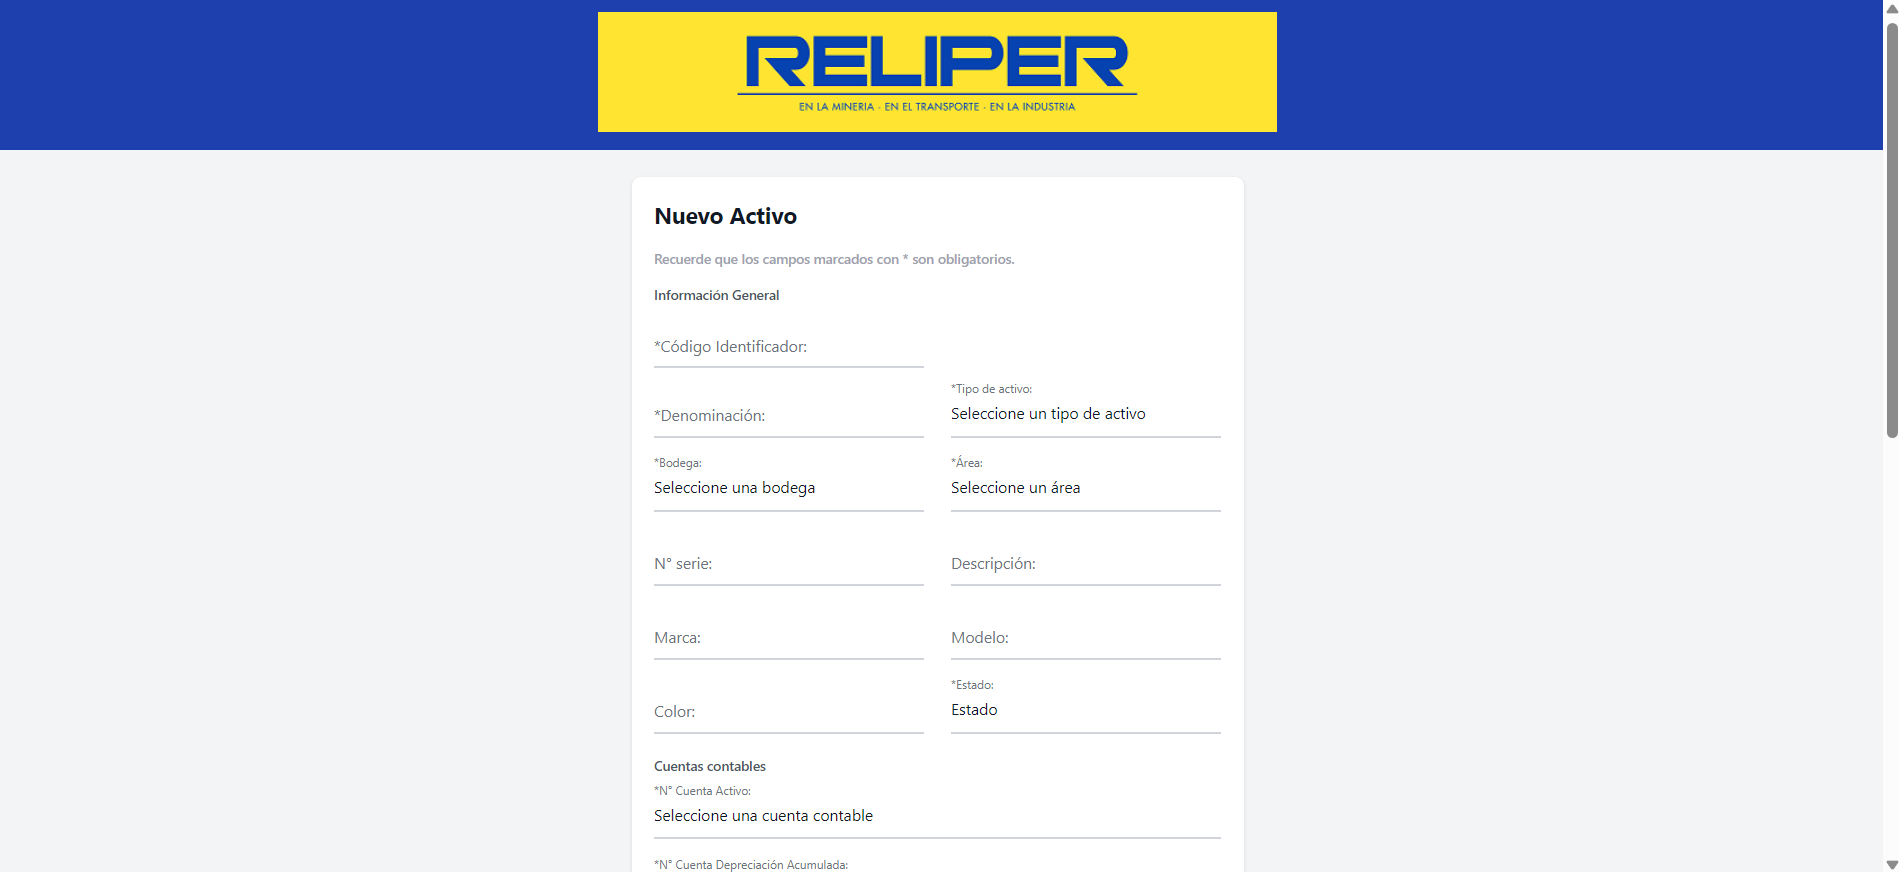 RELIPER
EN LA MINERIA · EN EL TRANSPORTE · EN LA INDUSTRIA
Nuevo Activo
Recuerde que los campos marcados con * son obligatorios.
Información General
*Código Identificador:
*Denominación:
*Tipo de activo:
Seleccione un tipo de activo
*Bodega:
Seleccione una bodega
*Área:
Seleccione un área
N° serie:
Descripción:
Marca:
Modelo:
Color:
*Estado:
Estado
Cuentas contables
*N° Cuenta Activo:
Seleccione una cuenta contable
*N° Cuenta Depreciación Acumulada: